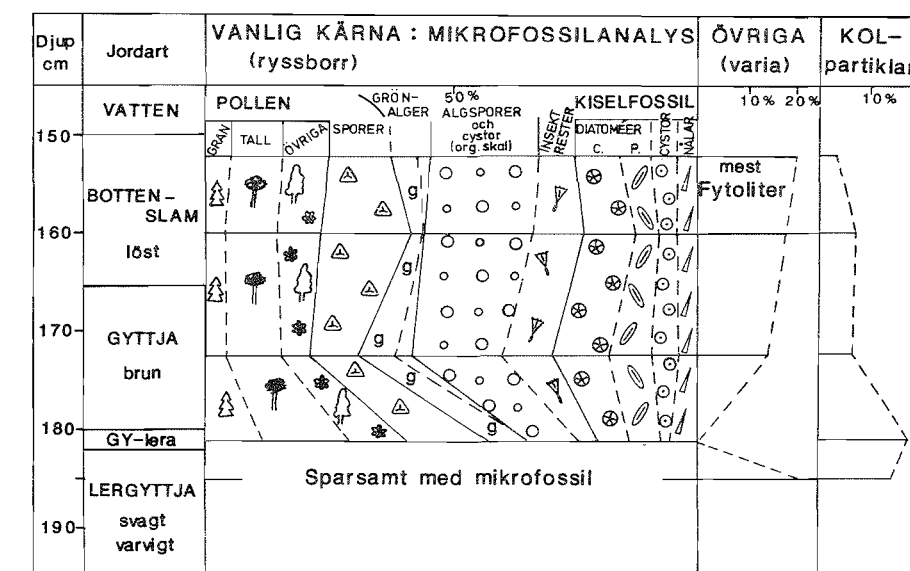 Djup
cm
Jordart
VANLIG KÄRNA : MIKROFOSSILANALYS
(ryssborr)
ÖVRIGA
(varia)
KOL-
partiklar
VATTEN
POLLEN
GRÖN-
ALGER
50%
ALGSPORER
och
cystor
(org. skal)
INSEKT
RESTER
KISELFOSSIL
10% 20%
10%
GRAN
TALL
ÖVRIGA
SPORER
DIATOMÉER
C. P.
CYSTOR
NÅLAR
150
BOTTEN-
SLAM
löst
mest
Fytoliter
g
160
g
GYTTJA
brun
170
g
g
180
g
GY-lera
LERGYTTJA
svagt
varvigt
Sparsamt med mikrofossil
190